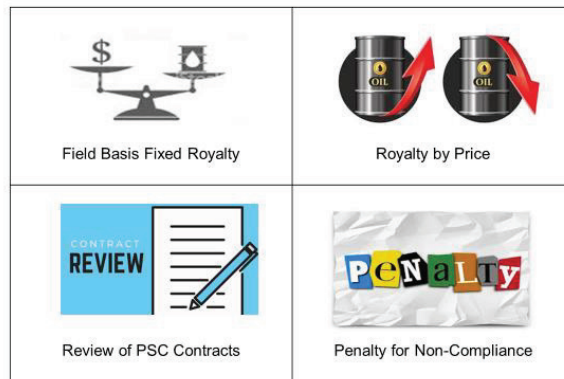 $
Field Basis Fixed Royalty
OIL OIL
Royalty by Price
CONTRACT
REVIEW
Review of PSC Contracts
PeNaLTy
Penalty for Non-Compliance